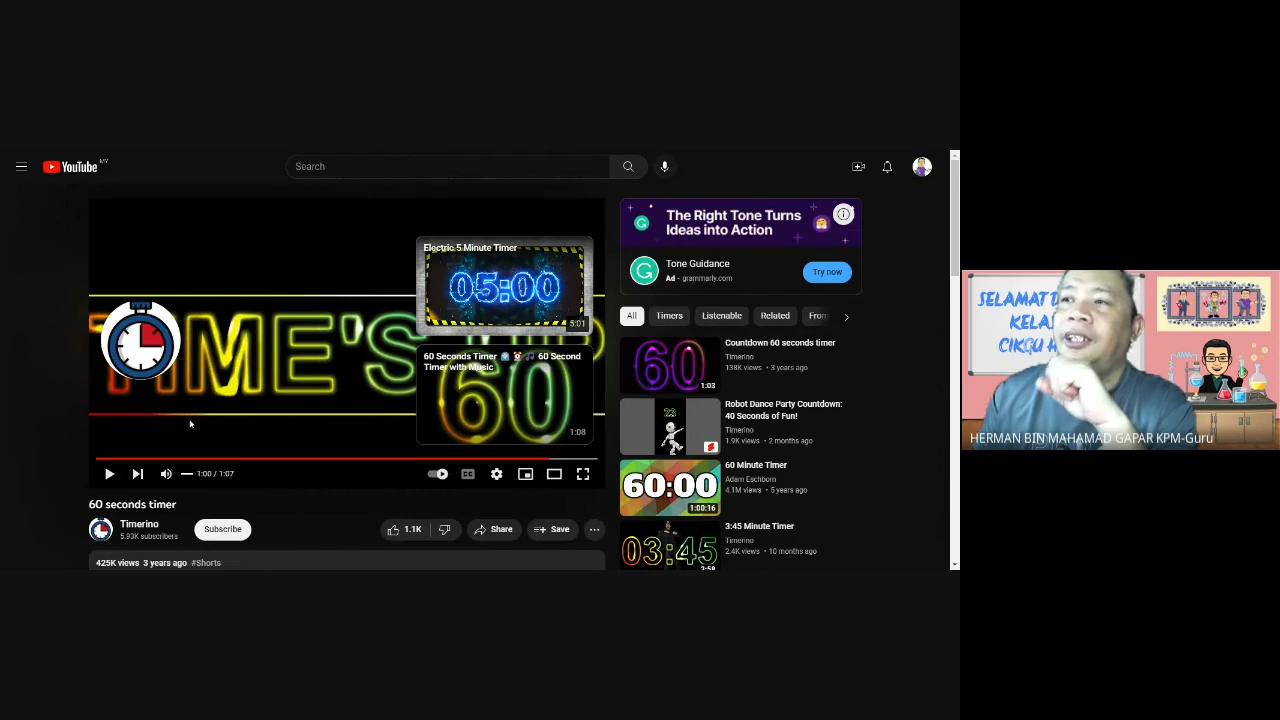 YouTube MY
Search
TIME'S
Electric 5 Minute Timer
05:00
5:01
60 Seconds Timer 60 Second
Timer with Music
60
1:08
1:00 / 1:07
CC
60 seconds timer
Timerino
5.93K subscribers
Subscribe
1.1K
Share
Save
425K views 3 years ago #Shorts
The Right Tone Turns
Ideas into Action
Tone Guidance
Ad · grammarly.com
Try now
All
Timers
Listenable
Related
From
60
1:03
Countdown 60 seconds timer
Timerino
138K views • 3 years ago
Robot Dance Party Countdown:
40 Seconds of Fun!
Timerino
1.9K views • 2 months ago
60:00
1:00:16
60 Minute Timer
Adam Eschborn
4.1M views • 5 years ago
03:45
3:58
3:45 Minute Timer
Timerino
2.4K views • 10 months ago
SELAMAT
KELAS
CIKGU
HERMAN BIN MAHAMAD GAPAR KPM-Guru